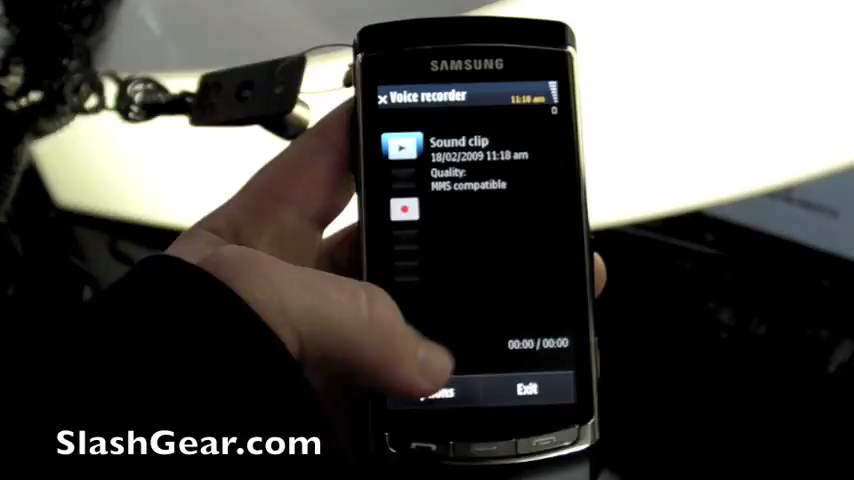 SAMSUNG
Voice recorder
11:18 am
Sound clip
18/02/2009 11:18 am
Quality:
MMS compatible
00:00 / 00:00
Exit
SlashGear.com